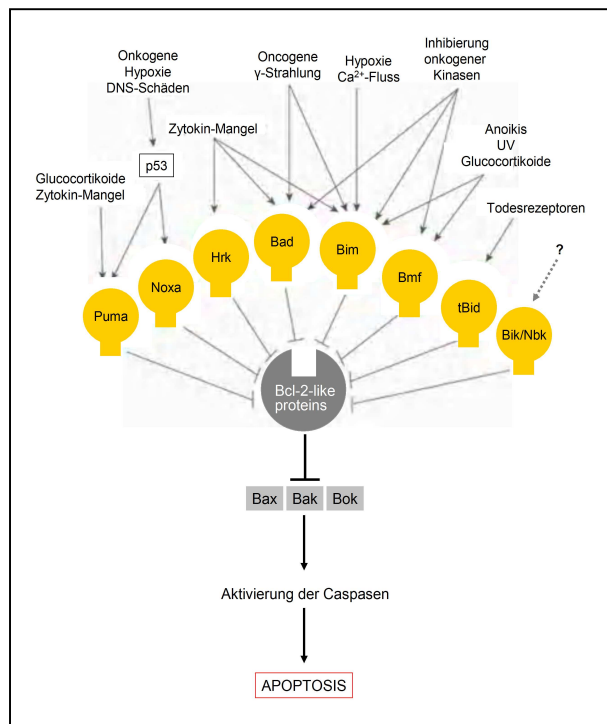 Onkogene
Hypoxie
DNS-Schäden
Oncogene
γ-Strahlung
Hypoxie
Ca²⁺-Fluss
Inhibierung
onkogener
Kinasen
Zytokin-Mangel
Anoikis
UV
Glucocortikoide
p53
Glucocortikoide
Zytokin-Mangel
Todesrezeptoren
?
Puma
Noxa
Hrk
Bad
Bim
Bmf
tBid
Bik/Nbk
Bcl-2-like
proteins
Bax Bak Bok
Aktivierung der Caspasen
APOPTOSIS